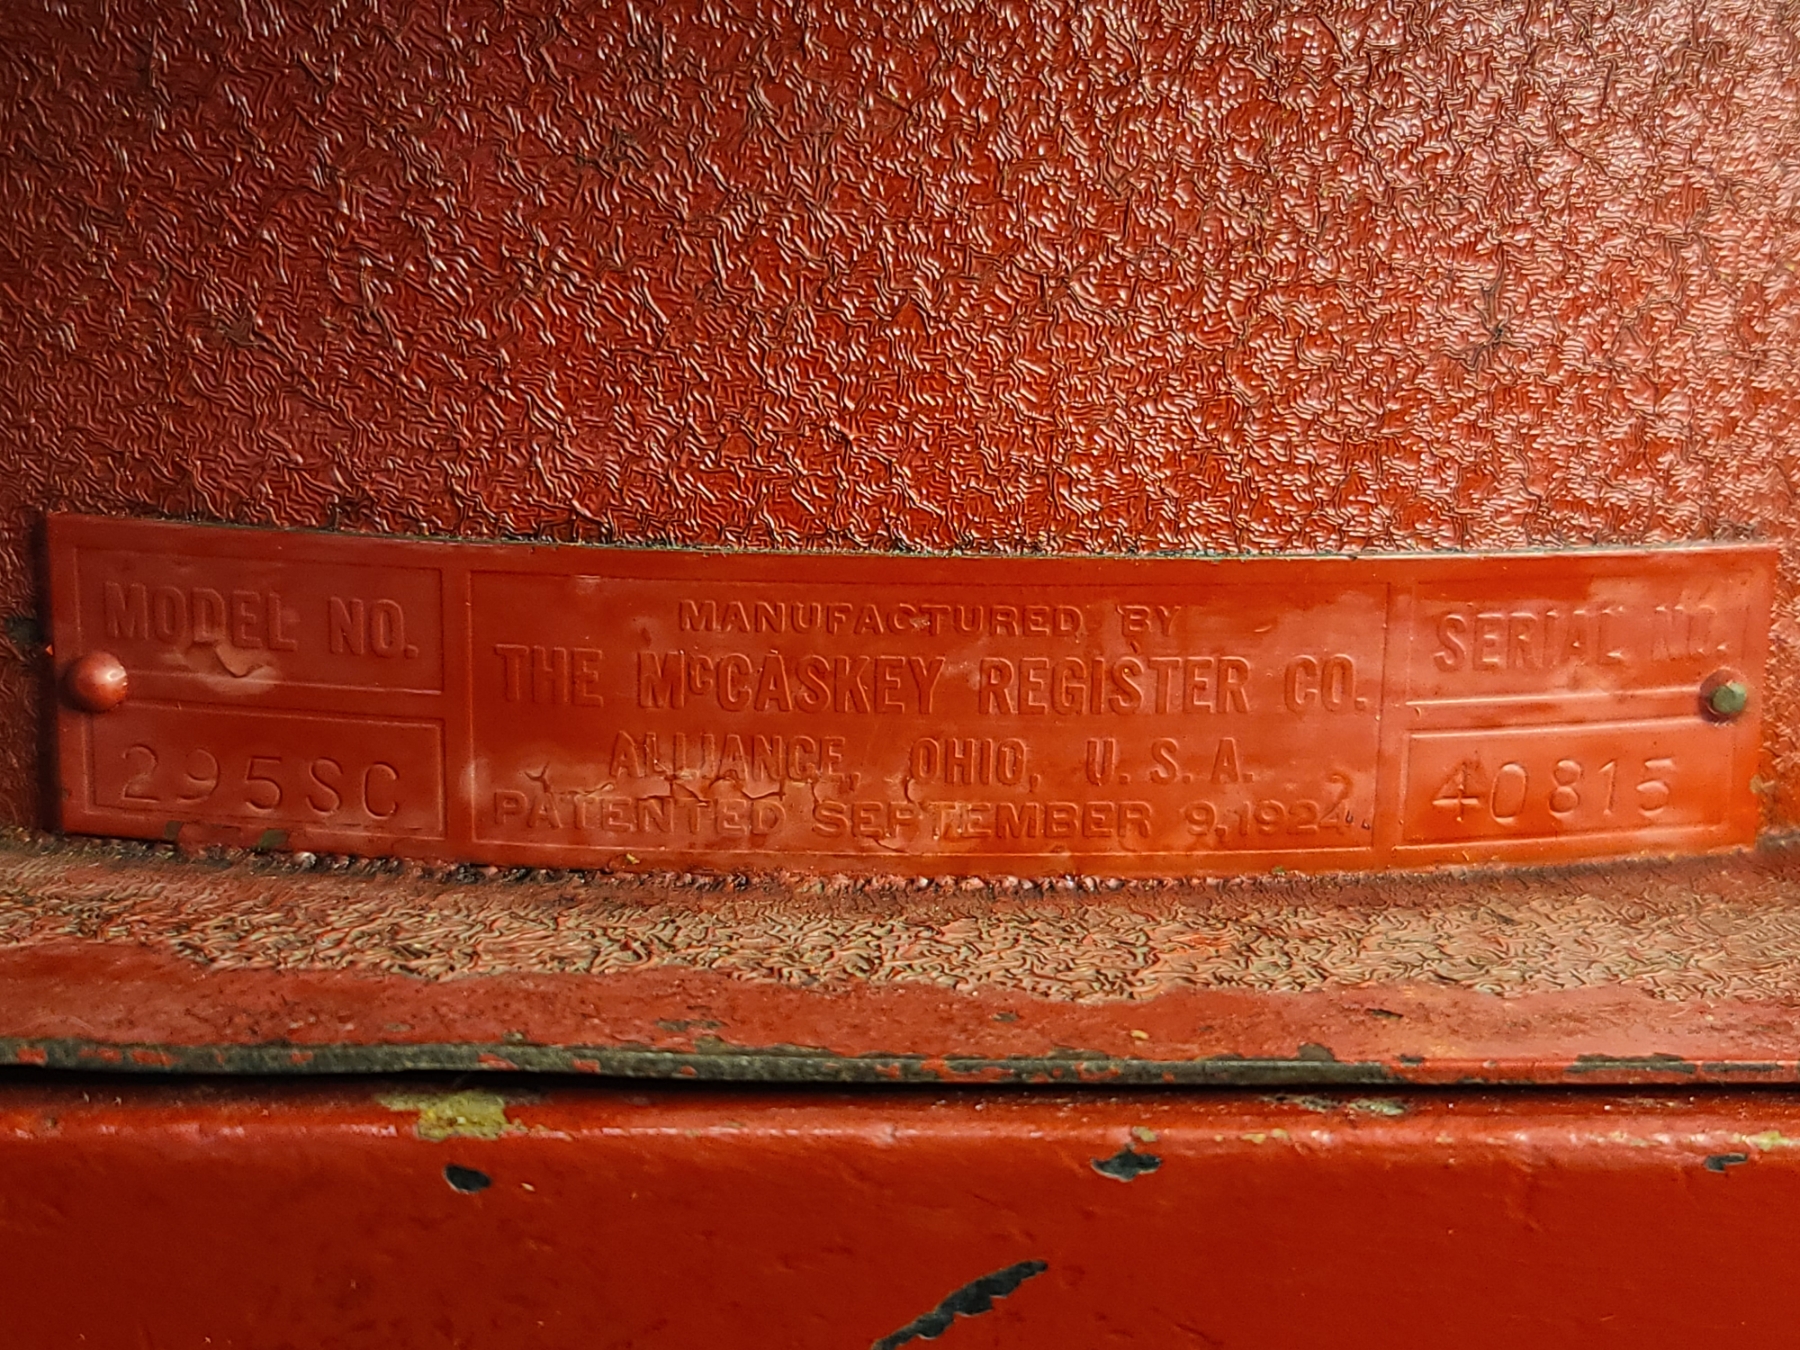 MODEL NO.
295SC
MANUFACTURED BY
THE McCASKEY REGISTER CO.
ALLIANCE, OHIO, U. S. A.
PATENTED SEPTEMBER 9, 1924.
SERIAL NO.
40815